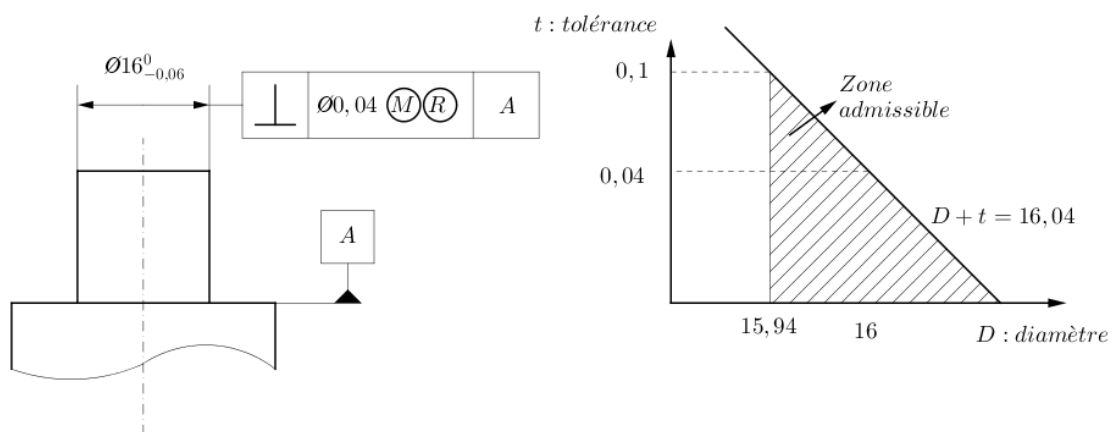 Ø16⁰₋₀,₀₆
Ø0,04 Ⓜ Ⓡ A
A
t : tolérance
0,1
Zone
admissible
0,04
D + t = 16,04
15,94
16
D : diamètre